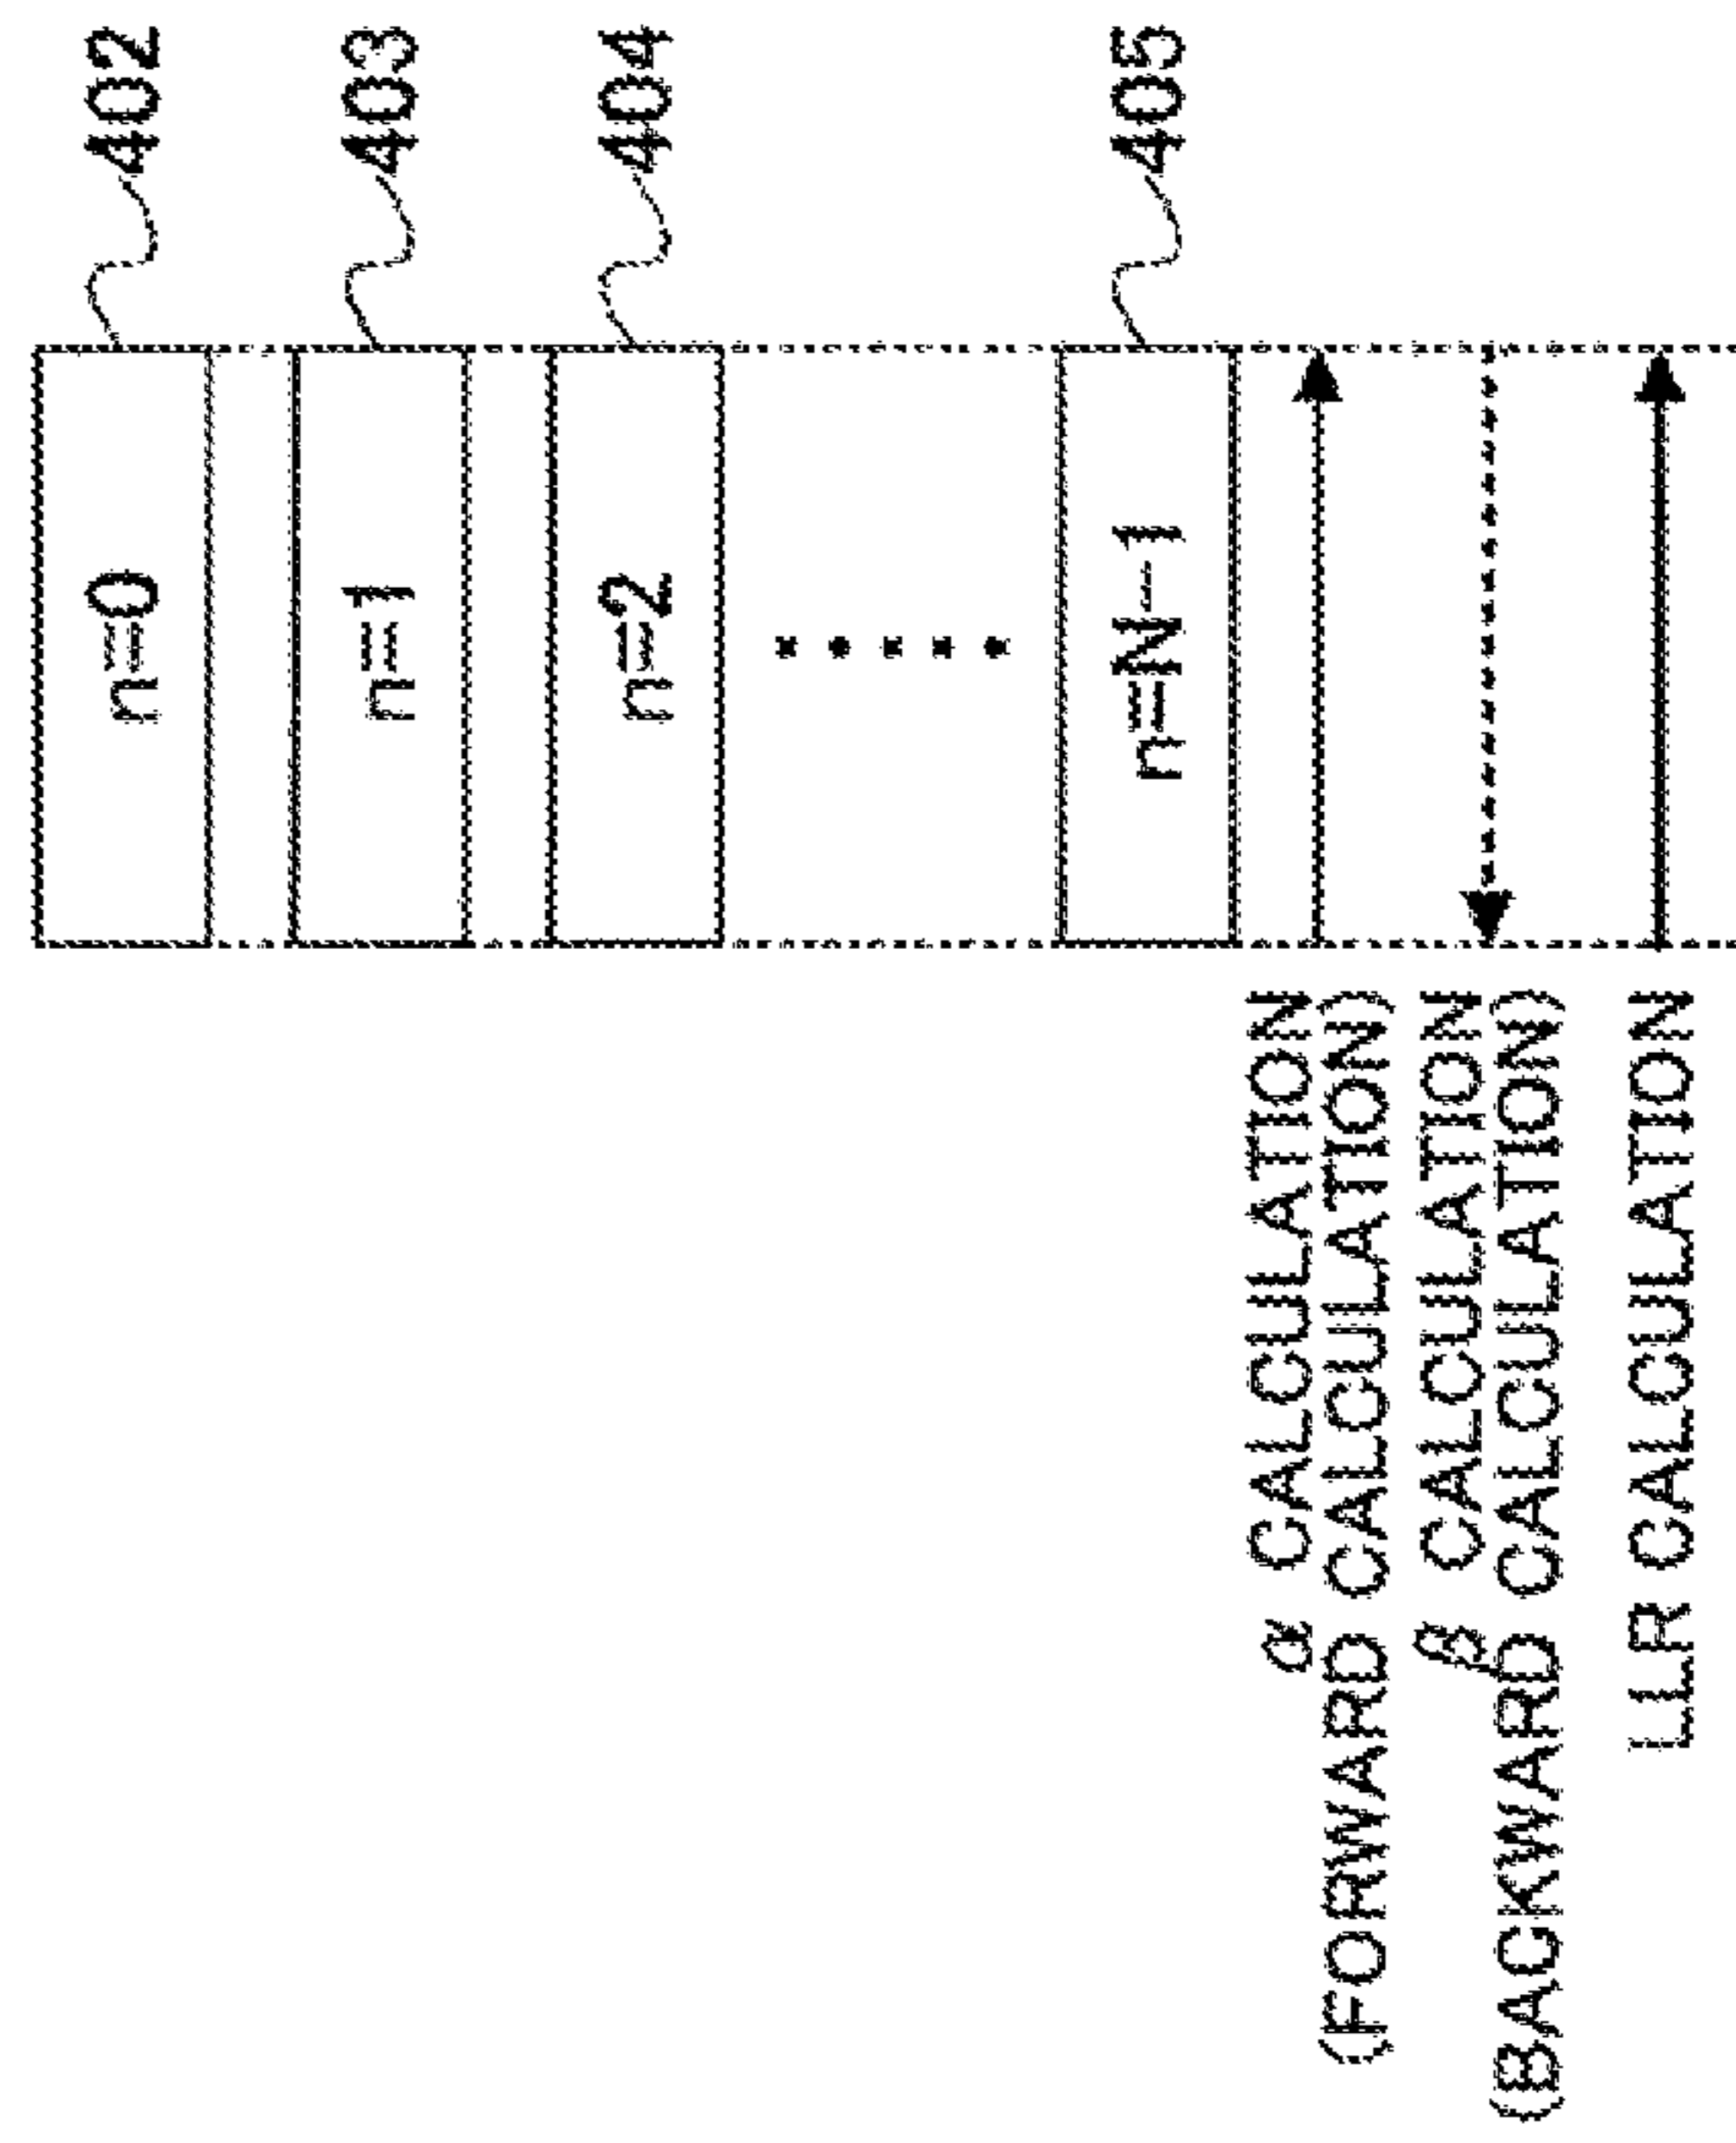 n=0 402
n=1 403
n=2 404
.....
n=N-1 405
α CALCULATION
(FORWARD CALCULATION)
β CALCULATION
(BACKWARD CALCULATION)
LLR CALCULATION